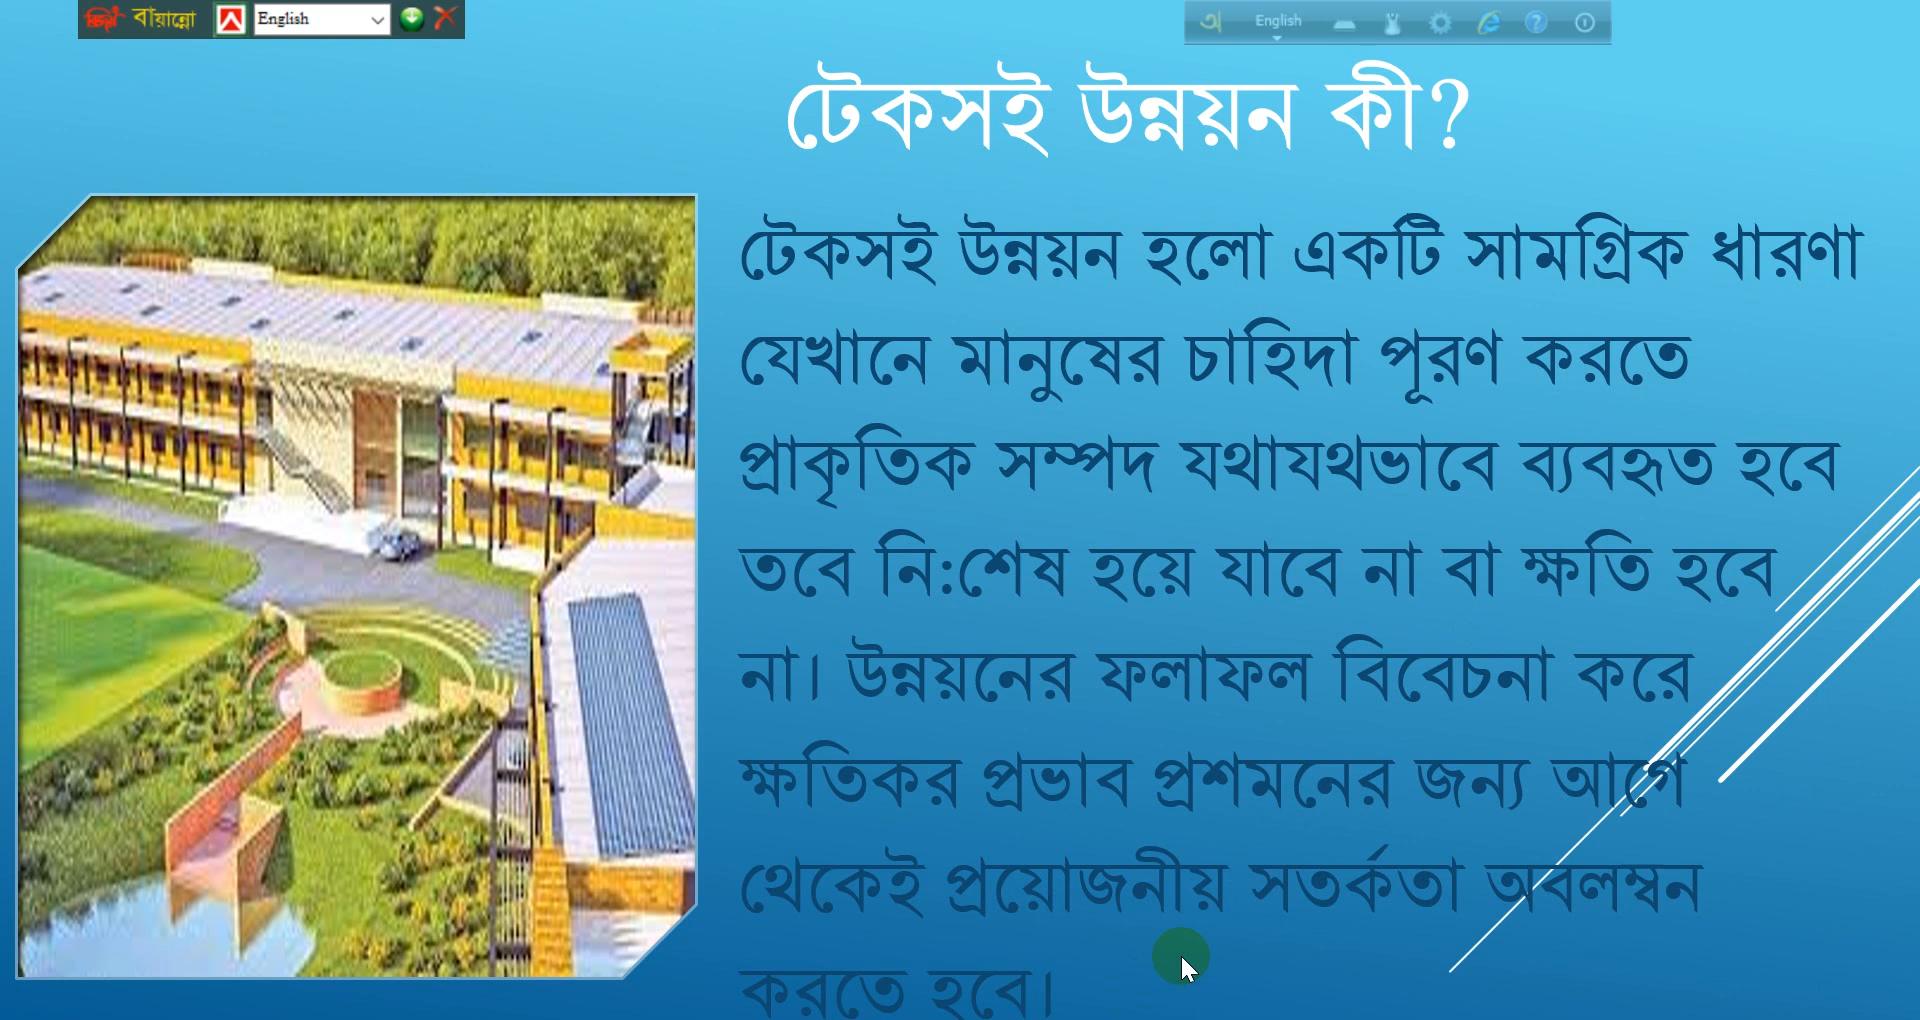 বায়ান্নো English
English
টেকসই উন্নয়ন কী?
টেকসই উন্নয়ন হলো একটি সামগ্রিক ধারণা
যেখানে মানুষের চাহিদা পূরণ করতে
প্রাকৃতিক সম্পদ যথাযথভাবে ব্যবহৃত হবে
তবে নি:শেষ হয়ে যাবে না বা ক্ষতি হবে
না। উন্নয়নের ফলাফল বিবেচনা করে
ক্ষতিকর প্রভাব প্রশমনের জন্য আগে
থেকেই প্রয়োজনীয় সতর্কতা অবলম্বন
করতে হবে।